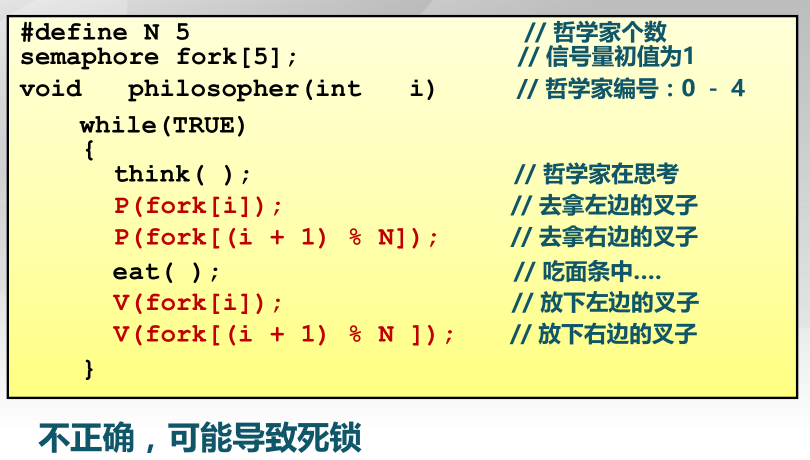 #define N 5 // 哲学家个数
semaphore fork[5]; // 信号量初值为1
void philosopher(int i) // 哲学家编号：0 － 4
while(TRUE)
{
think( ); // 哲学家在思考
P(fork[i]); // 去拿左边的叉子
P(fork[(i + 1) % N]); // 去拿右边的叉子
eat( ); // 吃面条中....
V(fork[i]); // 放下左边的叉子
V(fork[(i + 1) % N ]); // 放下右边的叉子
}
不正确，可能导致死锁